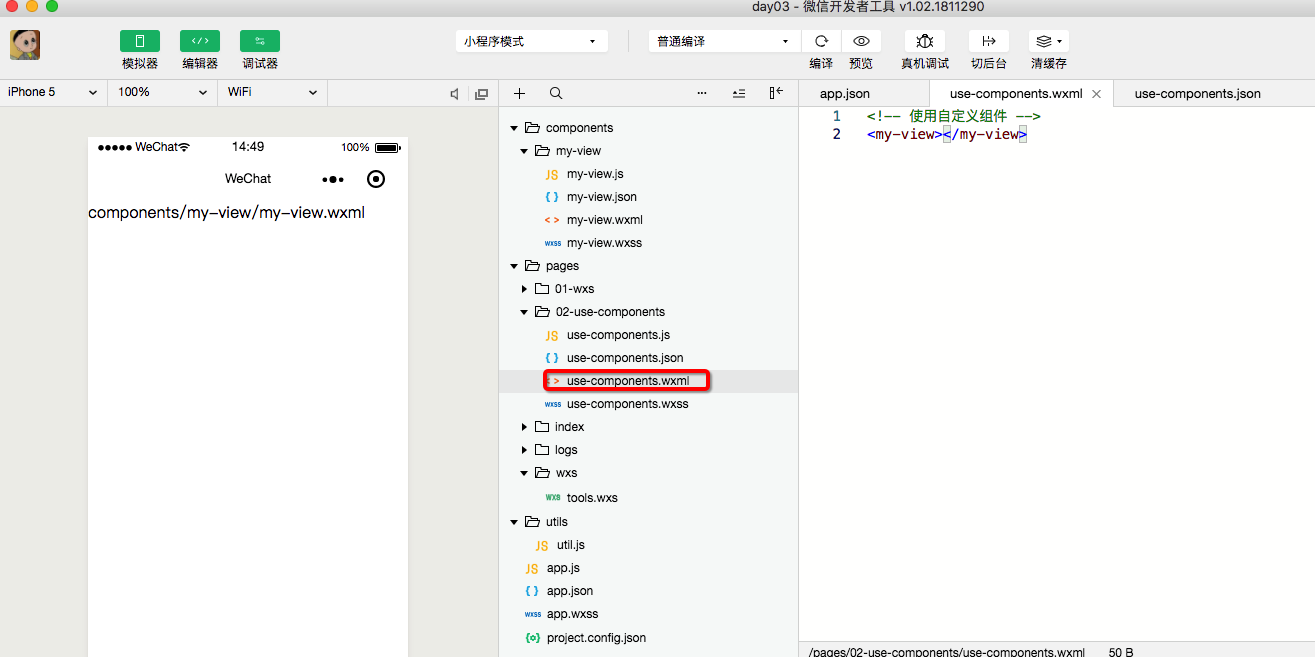 day03 - 微信开发者工具 v1.02.1811290
模拟器 编辑器 调试器 小程序模式 普通编译 编译 预览 真机调试 切后台 清缓存
iPhone 5 100% WiFi
●●●●● WeChat 14:49 100%
WeChat
components/my-view/my-view.wxml
components
my-view
JS my-view.js
{ } my-view.json
< > my-view.wxml
wxss my-view.wxss
pages
01-wxs
02-use-components
JS use-components.js
{ } use-components.json
< > use-components.wxml
wxss use-components.wxss
index
logs
wxs
WXS tools.wxs
utils
JS util.js
JS app.js
{ } app.json
wxss app.wxss
{o} project.config.json
app.json use-components.wxml use-components.json
1 <!-- 使用自定义组件 -->
2 <my-view></my-view>
/pages/02-use-components/use-components.wxml 50 B